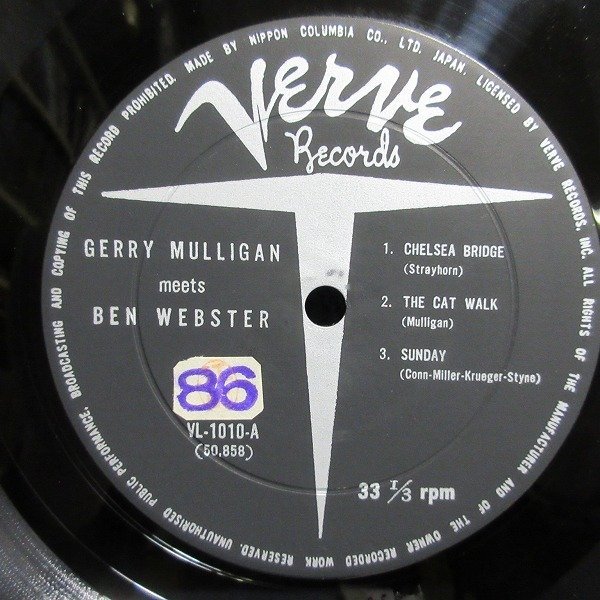 MADE BY NIPPON COLUMBIA CO., LTD. JAPAN. LICENSED BY VERVE RECORDS, INC. ALL RIGHTS OF THE MANUFACTURER AND OF THE OWNER RECORDED WORK RESERVED. UNAUTHORISED PUBLIC PERFORMANCE, BROADCASTING AND COPYING OF THIS RECORD PROHIBITED.
Verve
Records
GERRY MULLIGAN
meets
BEN WEBSTER
86
VL-1010-A
(50,858)
1. CHELSEA BRIDGE
(Strayhorn)
2. THE CAT WALK
(Mulligan)
3. SUNDAY
(Conn-Miller-Krueger-Styne)
33 1/3 rpm